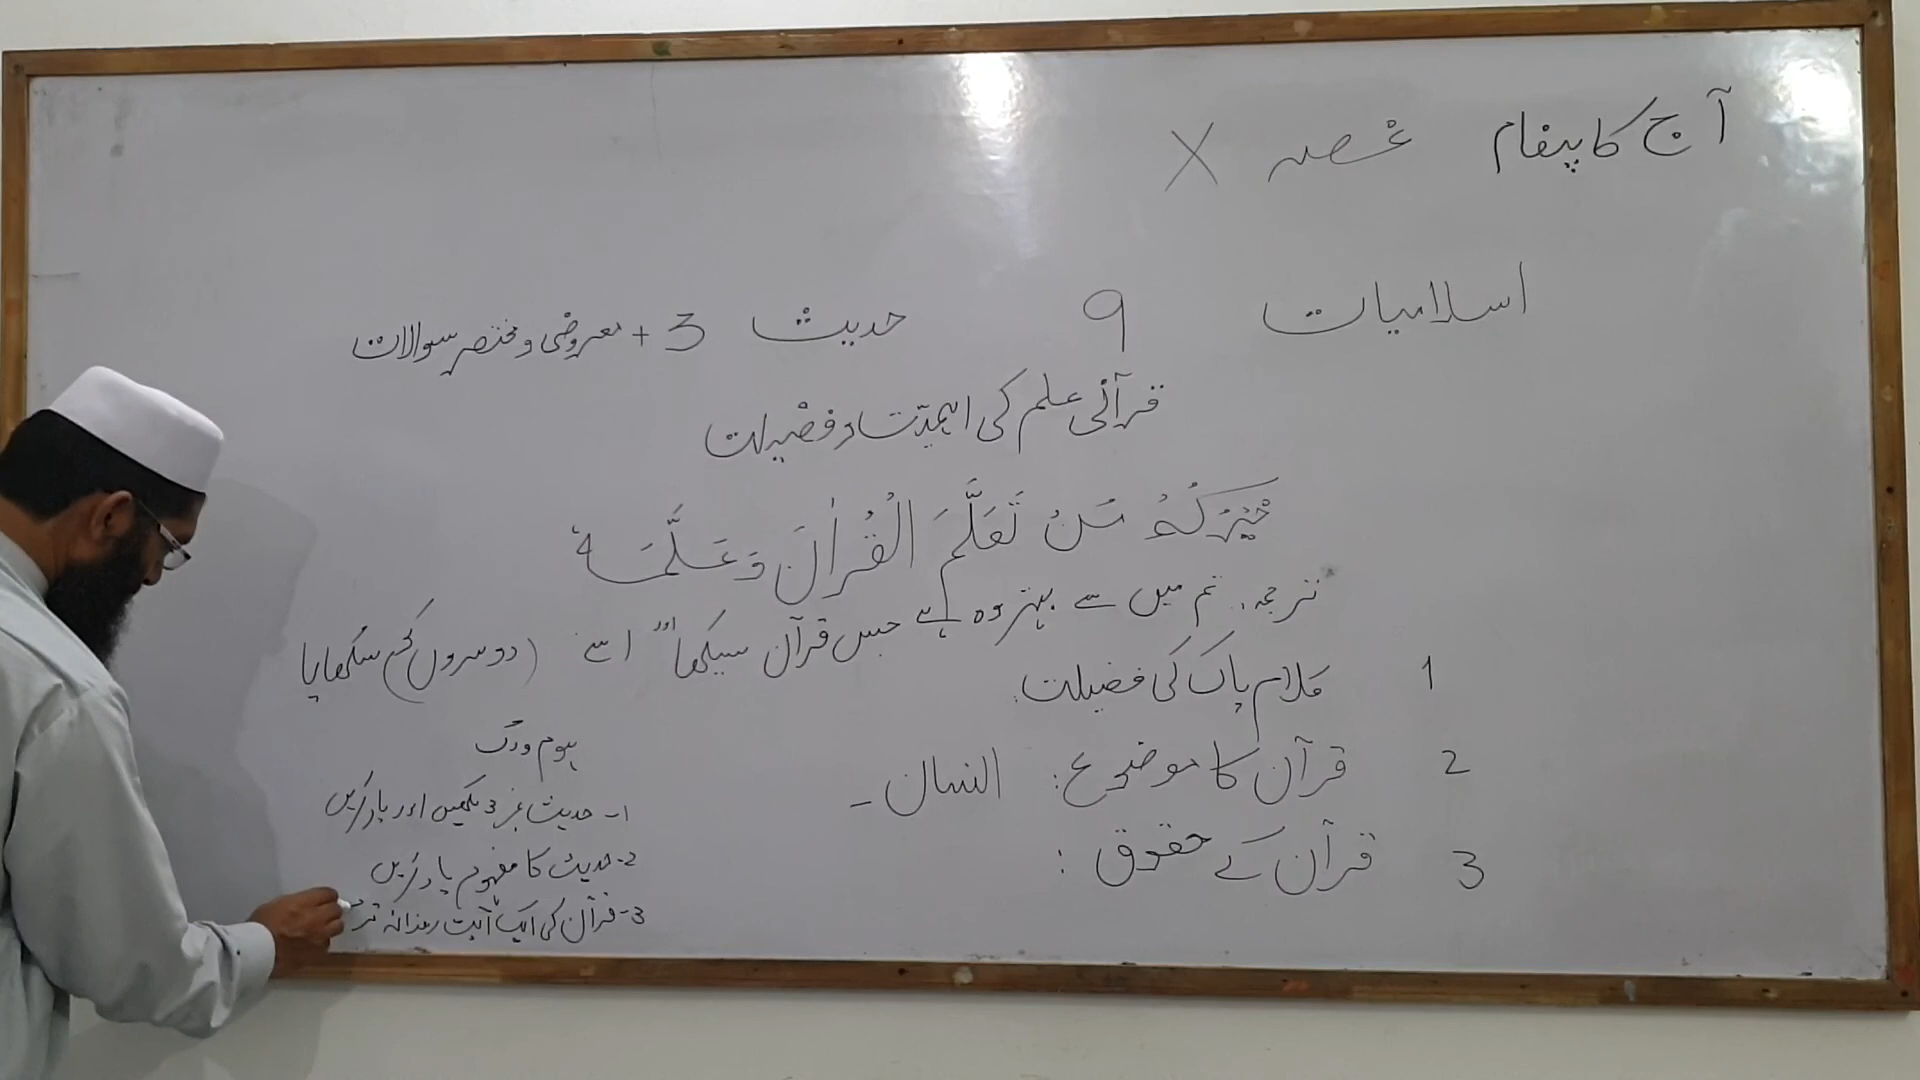 آج کا پیغام غصہ X
اسلامیات 9 حدیث 3 + معروضی و مختصر سوالات
قرآنی علم کی اہمیت و فضیلت
خَیْرُکُمْ مَنْ تَعَلَّمَ الْقُرْاٰنَ وَ عَلَّمَہٗ
ترجمہ: تم میں سے بہتر وہ ہے جس قرآن سیکھا اور اسے (دوسروں کو) سکھایا
1 کلام پاک کی فضیلت:
2 قرآن کا موضوع: انسان -
3 قرآن کے حقوق:
ہوم ورک
1- حدیث نمبر 3 لکھیں اور یاد کریں
2- حدیث کا مفہوم یاد کریں
3- قرآن کی ایک آیت روزانہ